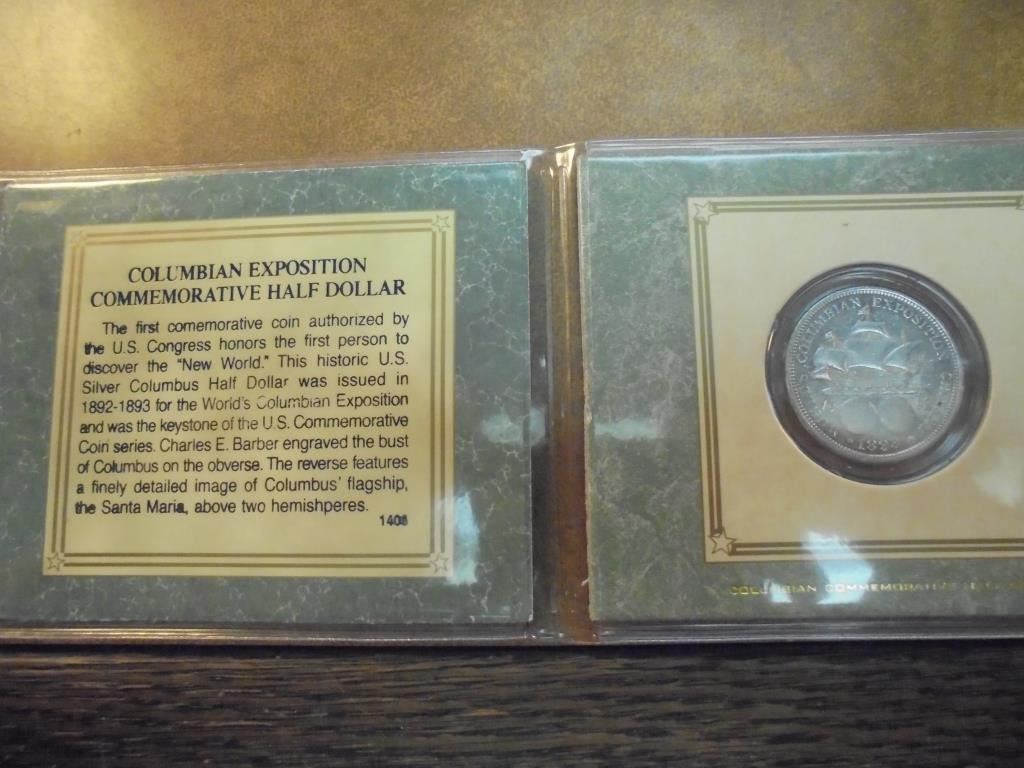 COLUMBIAN EXPOSITION
COMMEMORATIVE HALF DOLLAR
The first comemorative coin authorized by
the U.S. Congress honors the first person to
discover the "New World." This historic U.S.
Silver Columbus Half Dollar was issued in
1892-1893 for the World's Columbian Exposition
and was the keystone of the U.S. Commemorative
Coin series. Charles E. Barber engraved the bust
of Columbus on the obverse. The reverse features
a finely detailed image of Columbus' flagship,
the Santa Maria, above two hemishperes.
COLUMBIAN EXPOSITION
COLUMBIAN COMMEMORATIVE